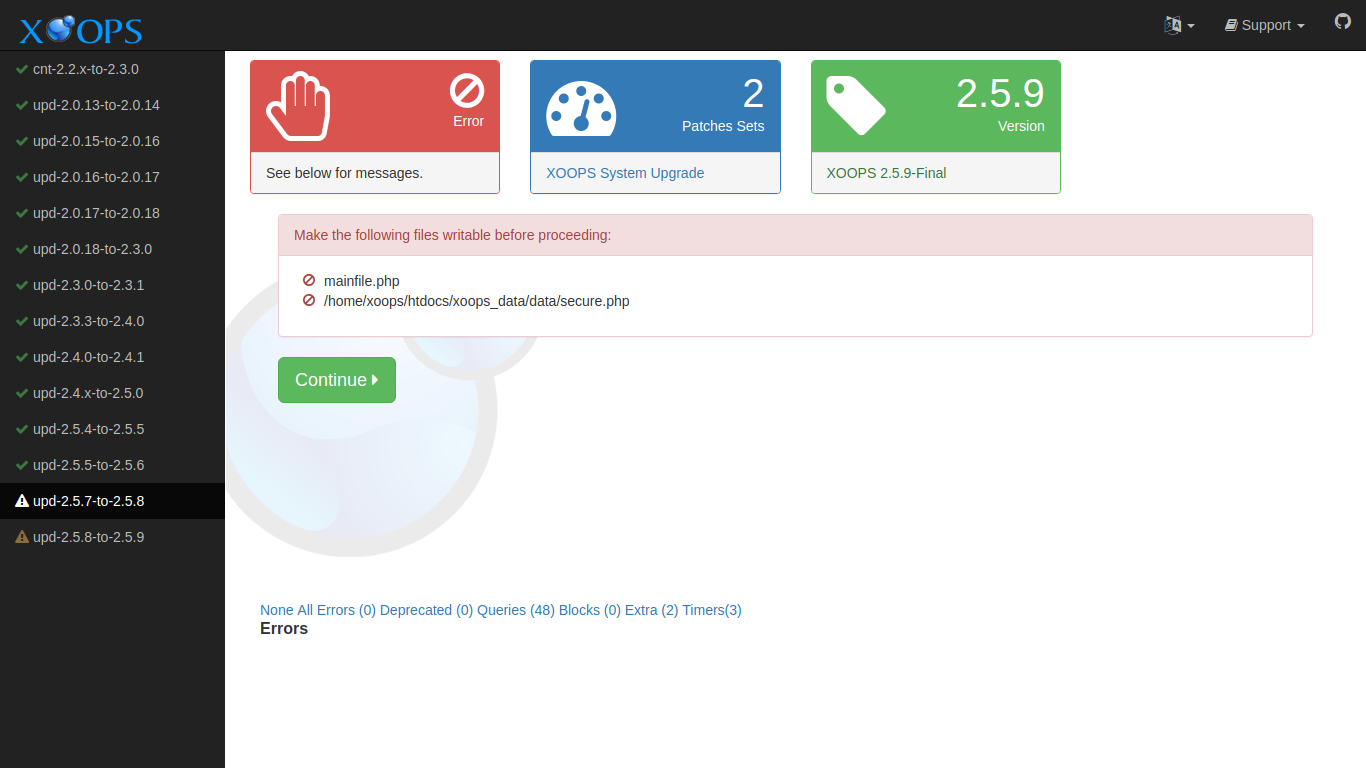 XOOPS
Support
cnt-2.2.x-to-2.3.0
upd-2.0.13-to-2.0.14
upd-2.0.15-to-2.0.16
upd-2.0.16-to-2.0.17
upd-2.0.17-to-2.0.18
upd-2.0.18-to-2.3.0
upd-2.3.0-to-2.3.1
upd-2.3.3-to-2.4.0
upd-2.4.0-to-2.4.1
upd-2.4.x-to-2.5.0
upd-2.5.4-to-2.5.5
upd-2.5.5-to-2.5.6
upd-2.5.7-to-2.5.8
upd-2.5.8-to-2.5.9
Error
See below for messages.
2
Patches Sets
XOOPS System Upgrade
2.5.9
Version
XOOPS 2.5.9-Final
Make the following files writable before proceeding:
mainfile.php
/home/xoops/htdocs/xoops_data/data/secure.php
Continue
None All Errors (0) Deprecated (0) Queries (48) Blocks (0) Extra (2) Timers(3)
Errors